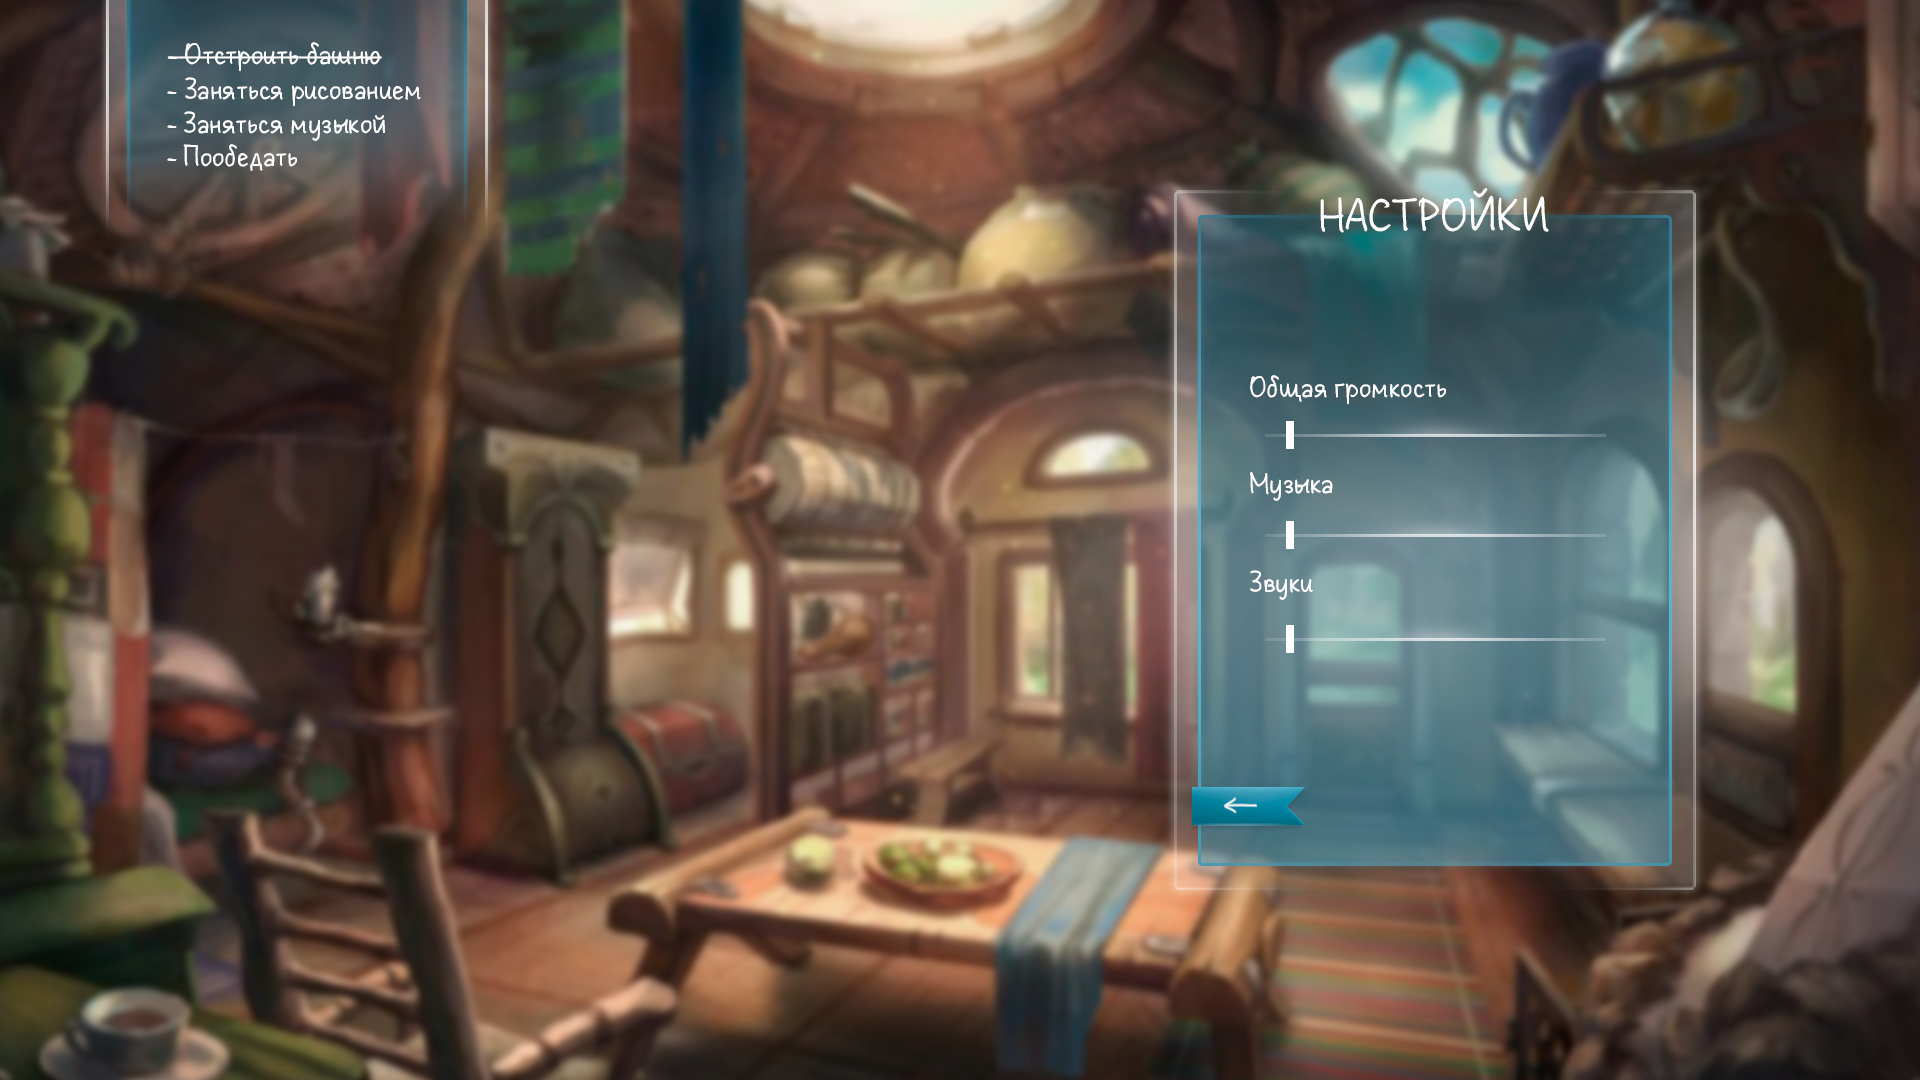 - Отстроить башню
- Заняться рисованием
- Заняться музыкой
- Пообедать
НАСТРОЙКИ
Общая громкость
Музыка
Звуки